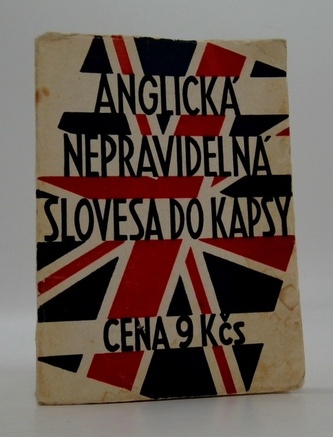 ANGLICKÁ
NEPRAVIDELNÁ
SLOVESA DO KAPSY
CENA 9 Kčs